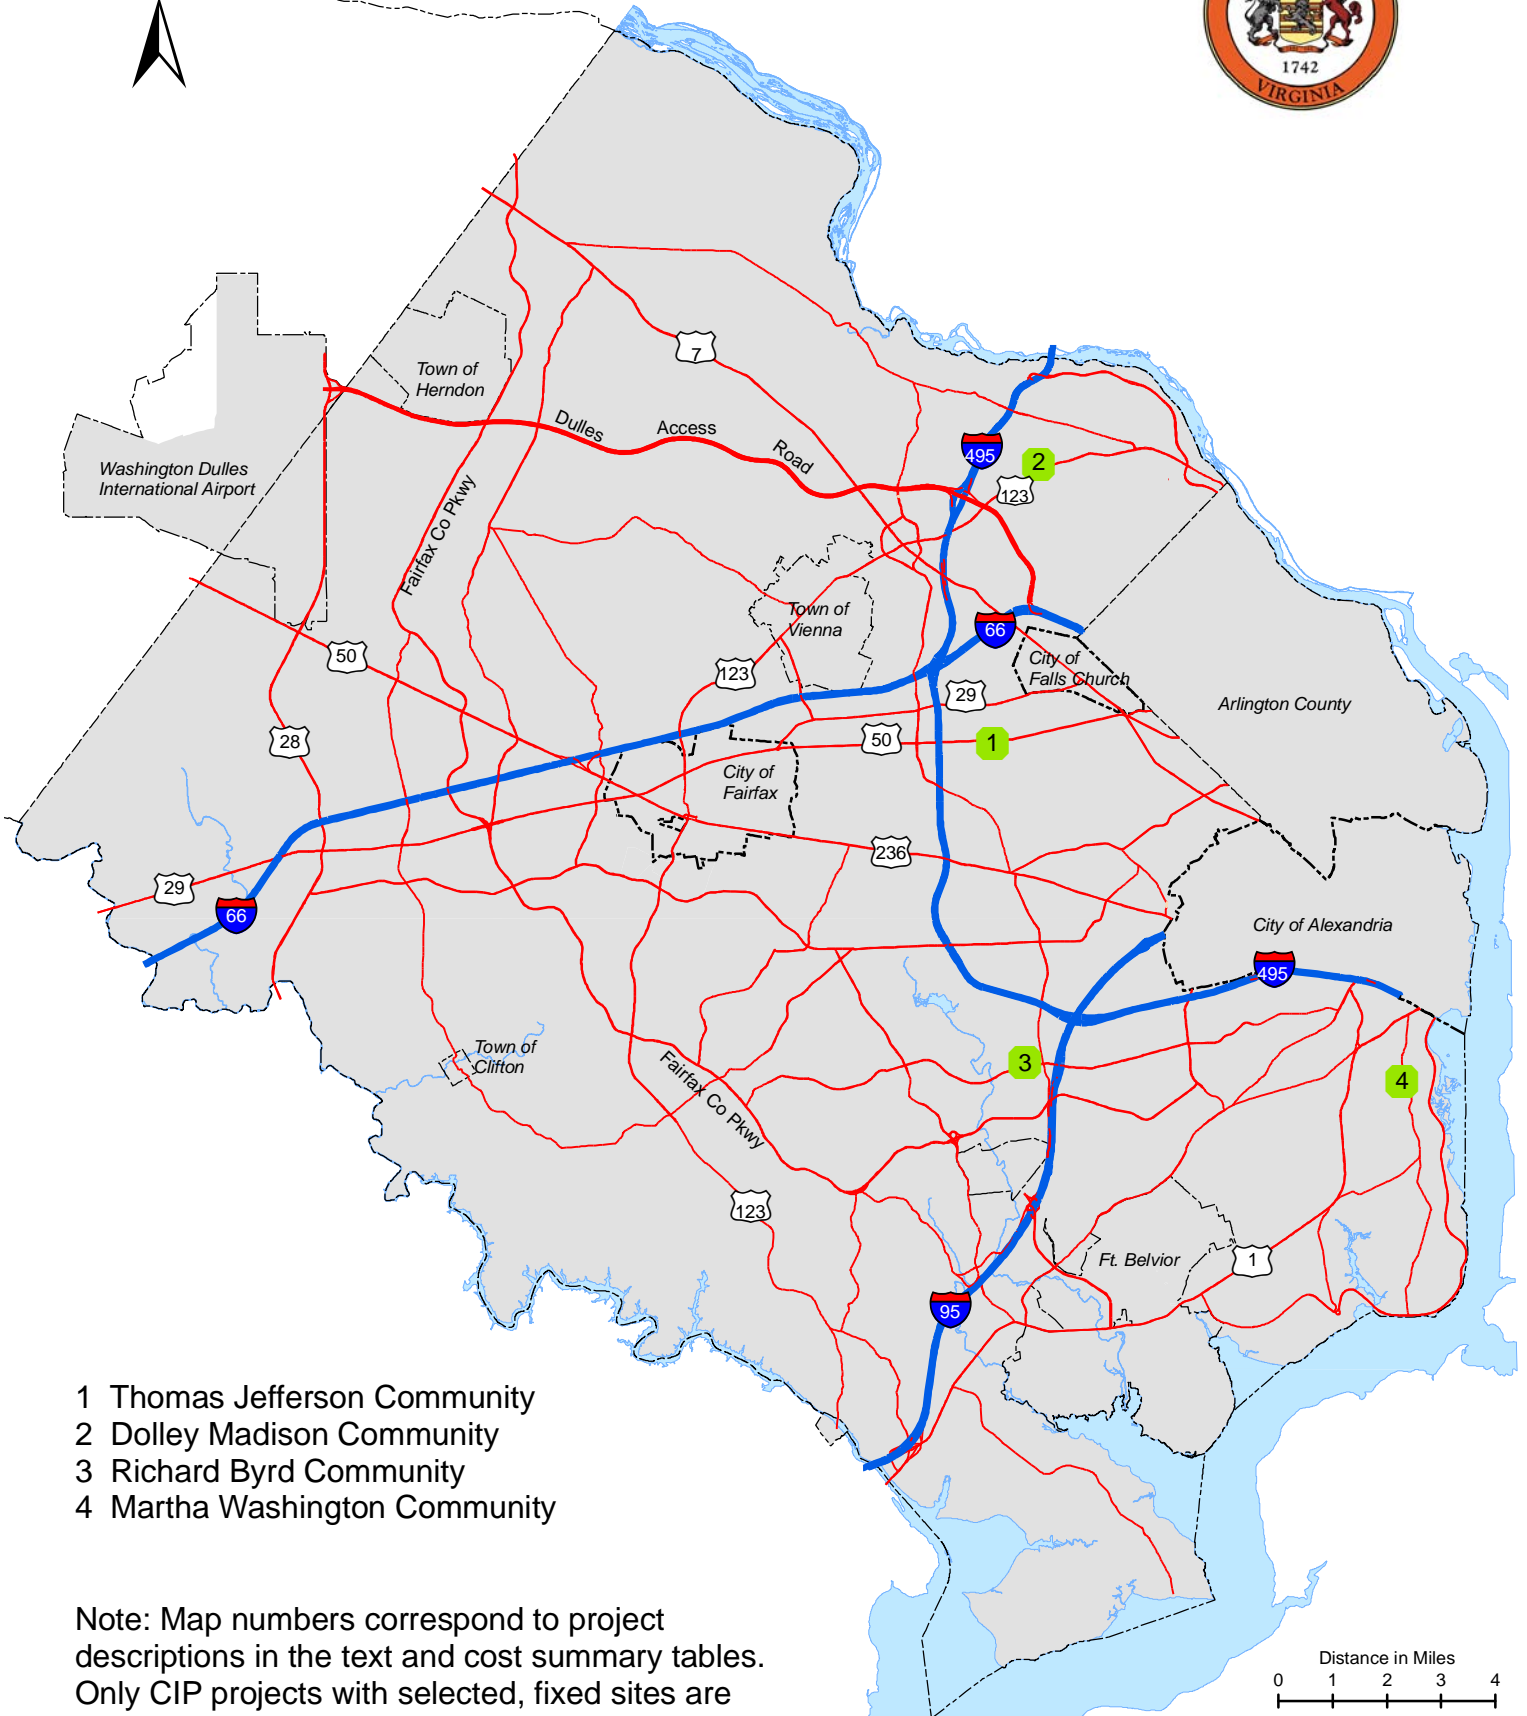 1742
VIRGINIA
7
Town of
Herndon
Dulles Access Road
495
2
123
Washington Dulles
International Airport
Fairfax Co Pkwy
Town of
Vienna
66
50
123
City of
Falls Church
29
Arlington County
28
50
1
City of
Fairfax
236
29
66
City of Alexandria
495
Town of
Clifton
3
4
Fairfax Co Pkwy
123
Ft. Belvior
1
95
1 Thomas Jefferson Community
2 Dolley Madison Community
3 Richard Byrd Community
4 Martha Washington Community
Note: Map numbers correspond to project
descriptions in the text and cost summary tables.
Only CIP projects with selected, fixed sites are
Distance in Miles
0 1 2 3 4